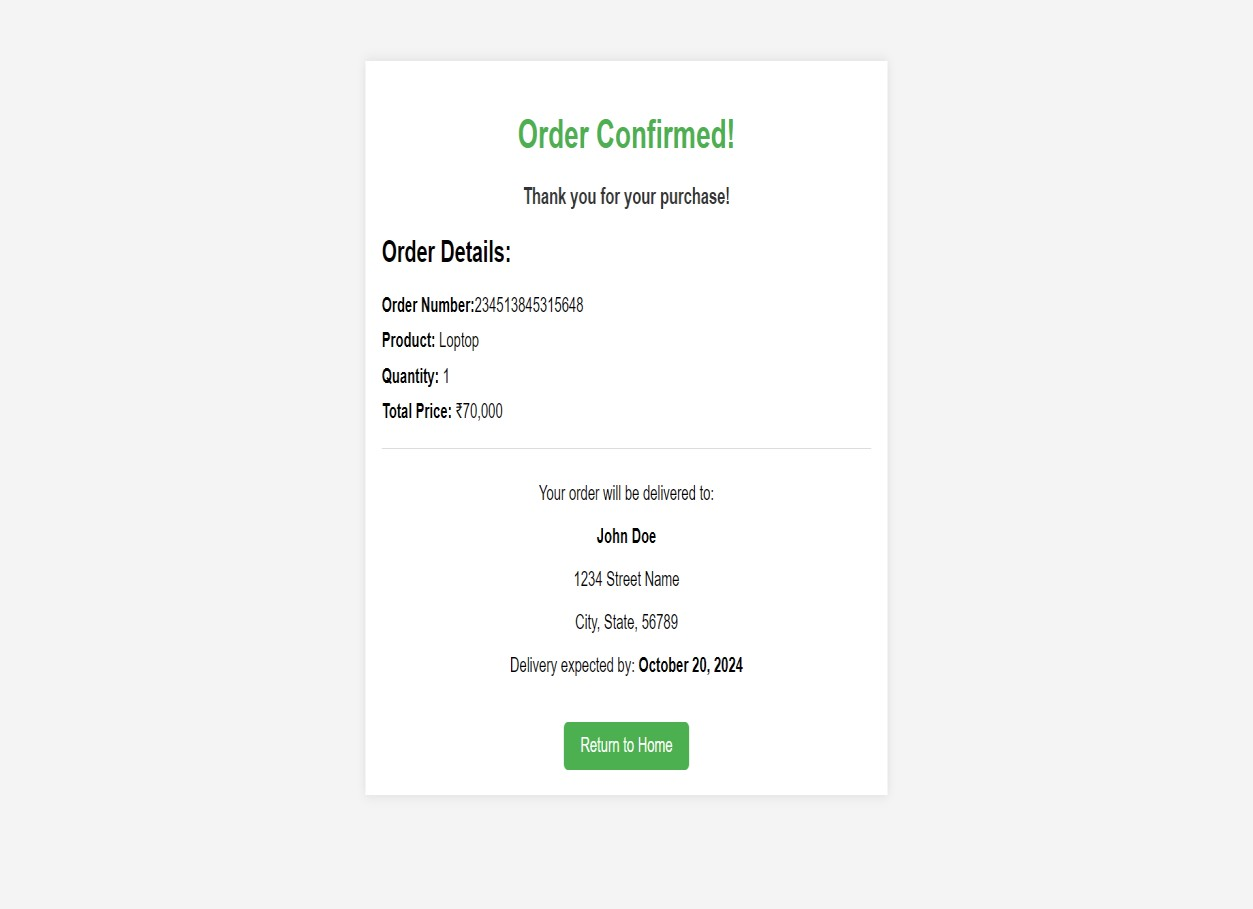 Order Confirmed!
Thank you for your purchase!
Order Details:
Order Number:234513845315648
Product: Loptop
Quantity: 1
Total Price: ₹70,000
Your order will be delivered to:
John Doe
1234 Street Name
City, State, 56789
Delivery expected by: October 20, 2024
Return to Home